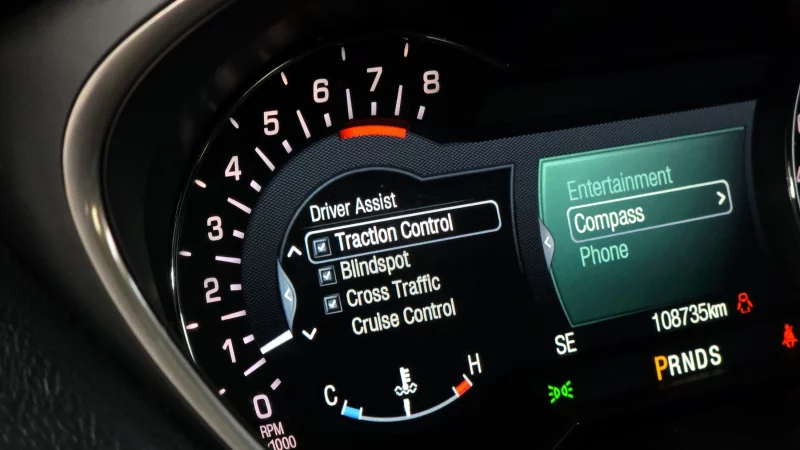 8
7
6
5
4
3
2
1
0
RPM
x1000
Driver Assist
Traction Control
Blindspot
Cross Traffic
Cruise Control
C
H
Entertainment
Compass
Phone
SE
108735km
PRNDS